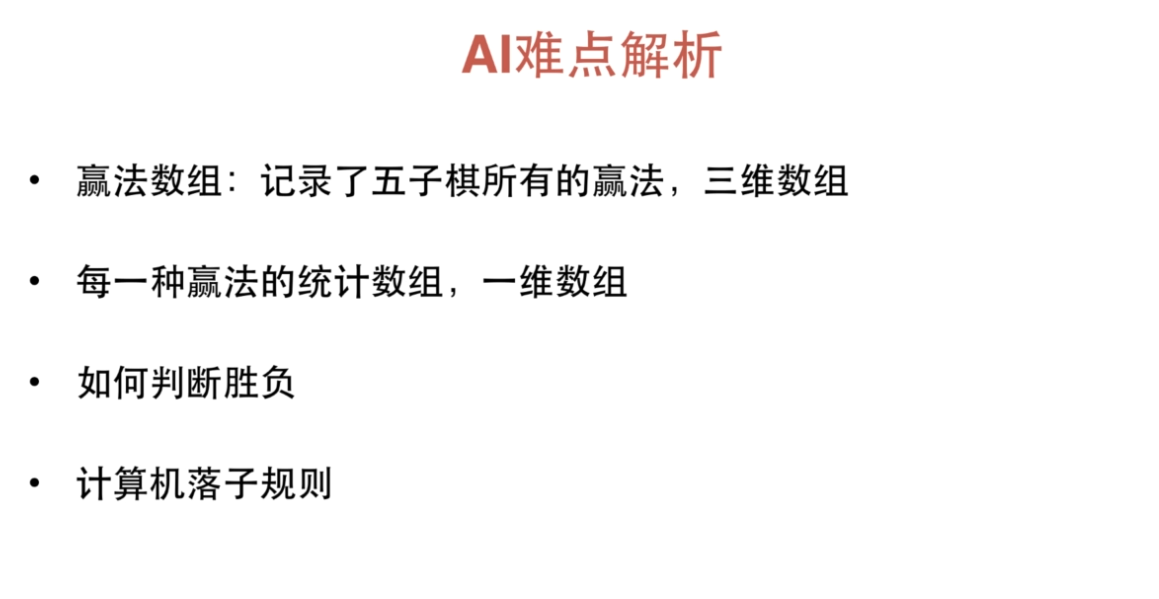 AI难点解析
• 赢法数组：记录了五子棋所有的赢法，三维数组
• 每一种赢法的统计数组，一维数组
• 如何判断胜负
• 计算机落子规则